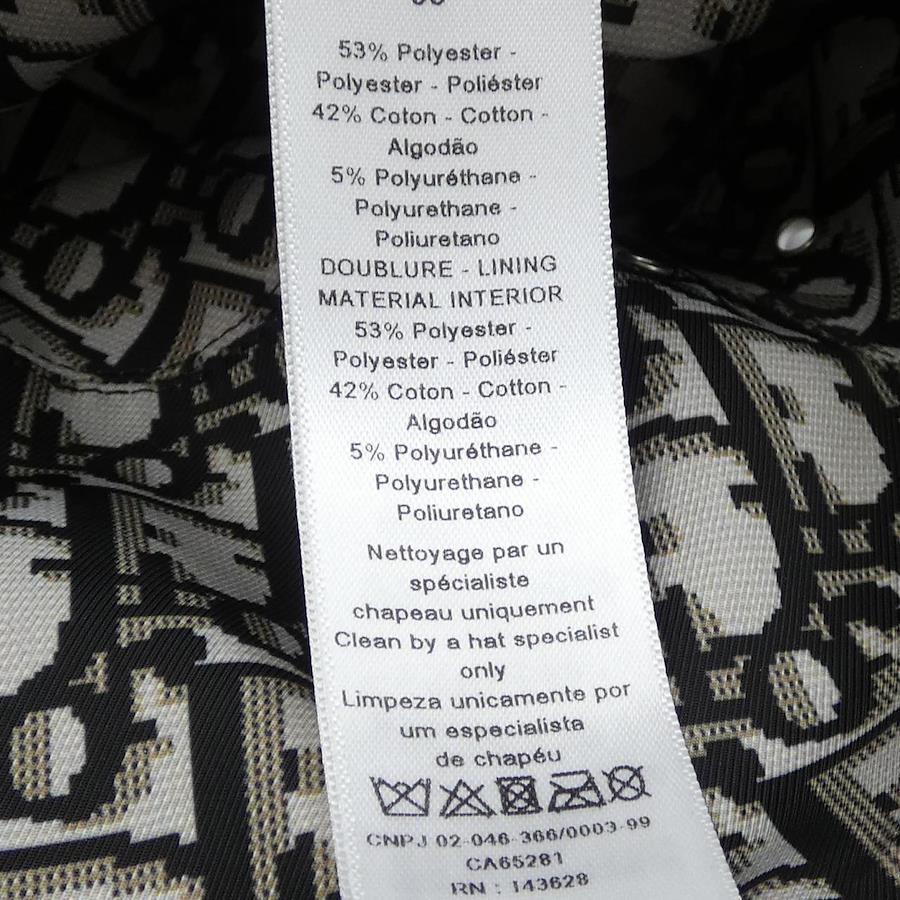 53% Polyester -
Polyester - Poliéster
42% Coton - Cotton -
Algodão
5% Polyuréthane -
Polyurethane -
Poliuretano
DOUBLURE - LINING
MATERIAL INTERIOR
53% Polyester -
Polyester - Poliéster
42% Coton - Cotton -
Algodão
5% Polyuréthane -
Polyurethane -
Poliuretano
Nettoyage par un
spécialiste
chapeau uniquement
Clean by a hat specialist
only
Limpeza unicamente por
um especialista
de chapéu
CNPJ 02-046-366/0003-99
CA65281
RN : 143628